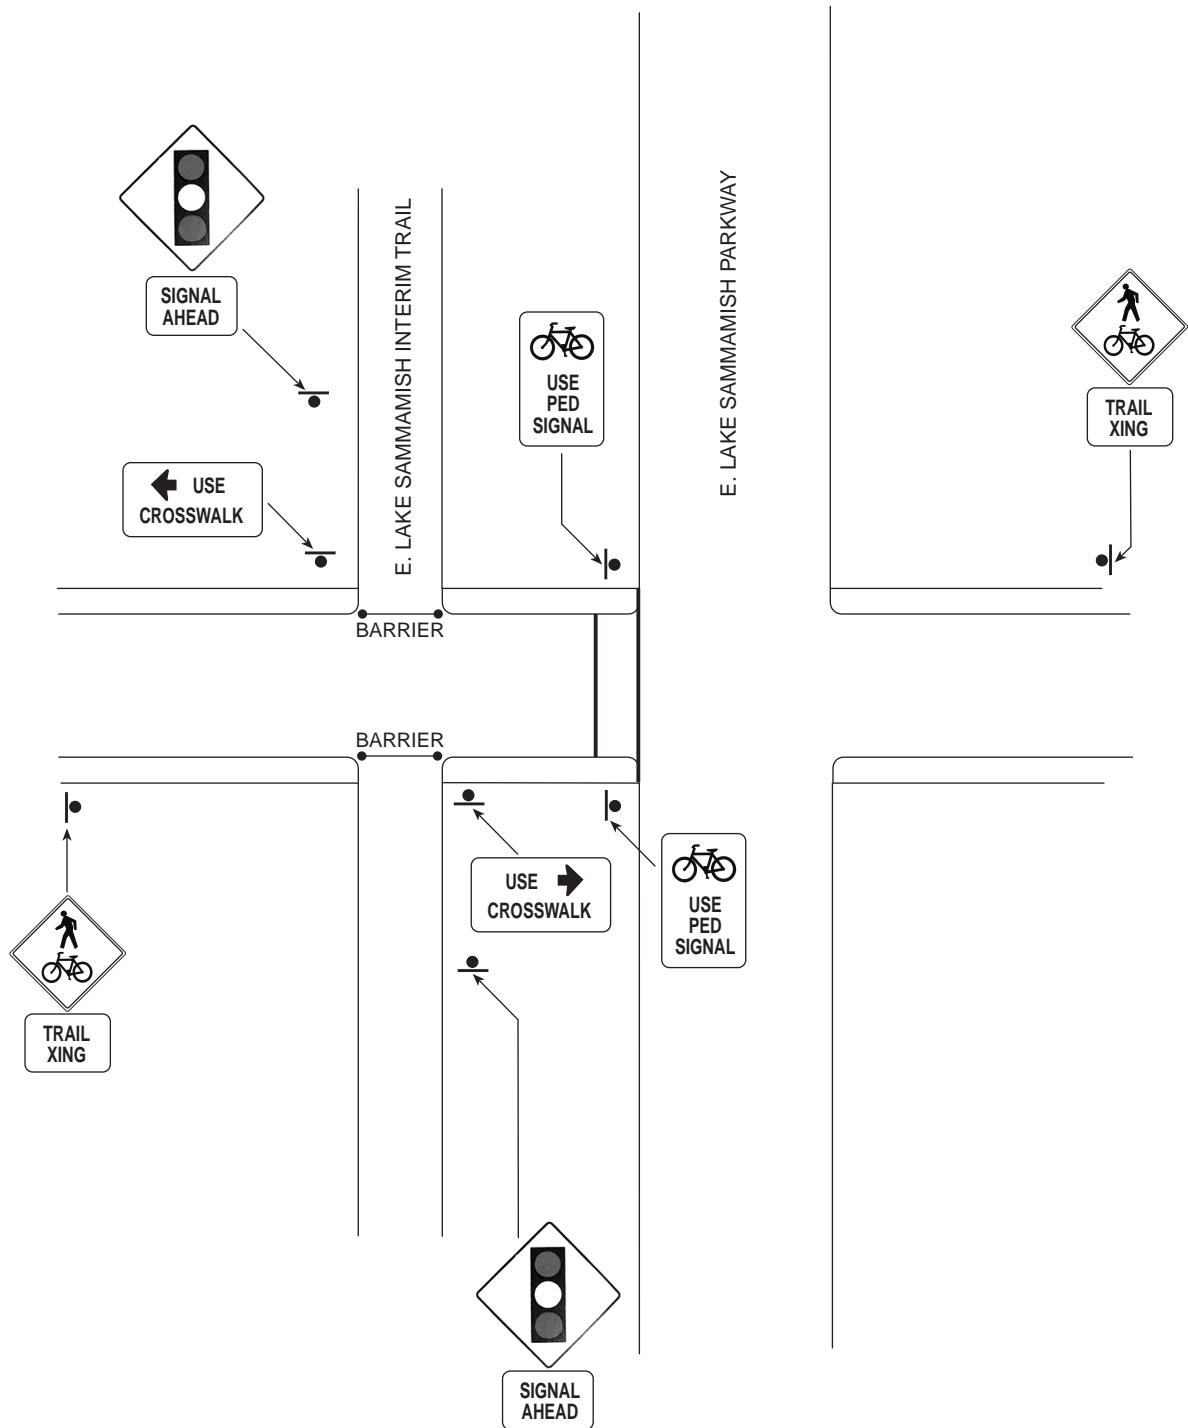 SIGNAL
AHEAD
E. LAKE SAMMAMISH INTERIM TRAIL
E. LAKE SAMMAMISH PARKWAY
USE
PED
SIGNAL
TRAIL
XING
USE
CROSSWALK
BARRIER
BARRIER
USE
CROSSWALK
USE
PED
SIGNAL
TRAIL
XING
SIGNAL
AHEAD